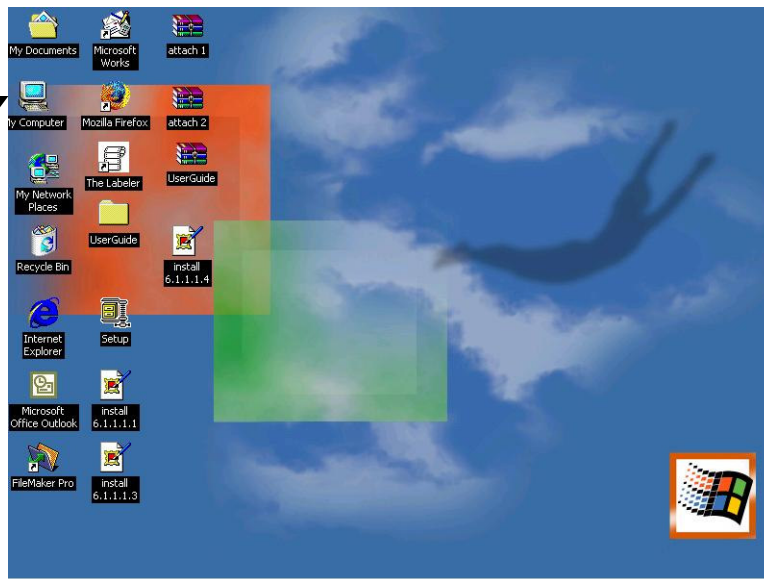 My Documents
Microsoft
Works
attach 1
My Computer
Mozilla Firefox
attach 2
My Network
Places
The Labeler
UserGuide
Recycle Bin
UserGuide
install
6.1.1.1.4
Internet
Explorer
Setup
Microsoft
Office Outlook
install
6.1.1.1.1
FileMaker Pro
install
6.1.1.1.3